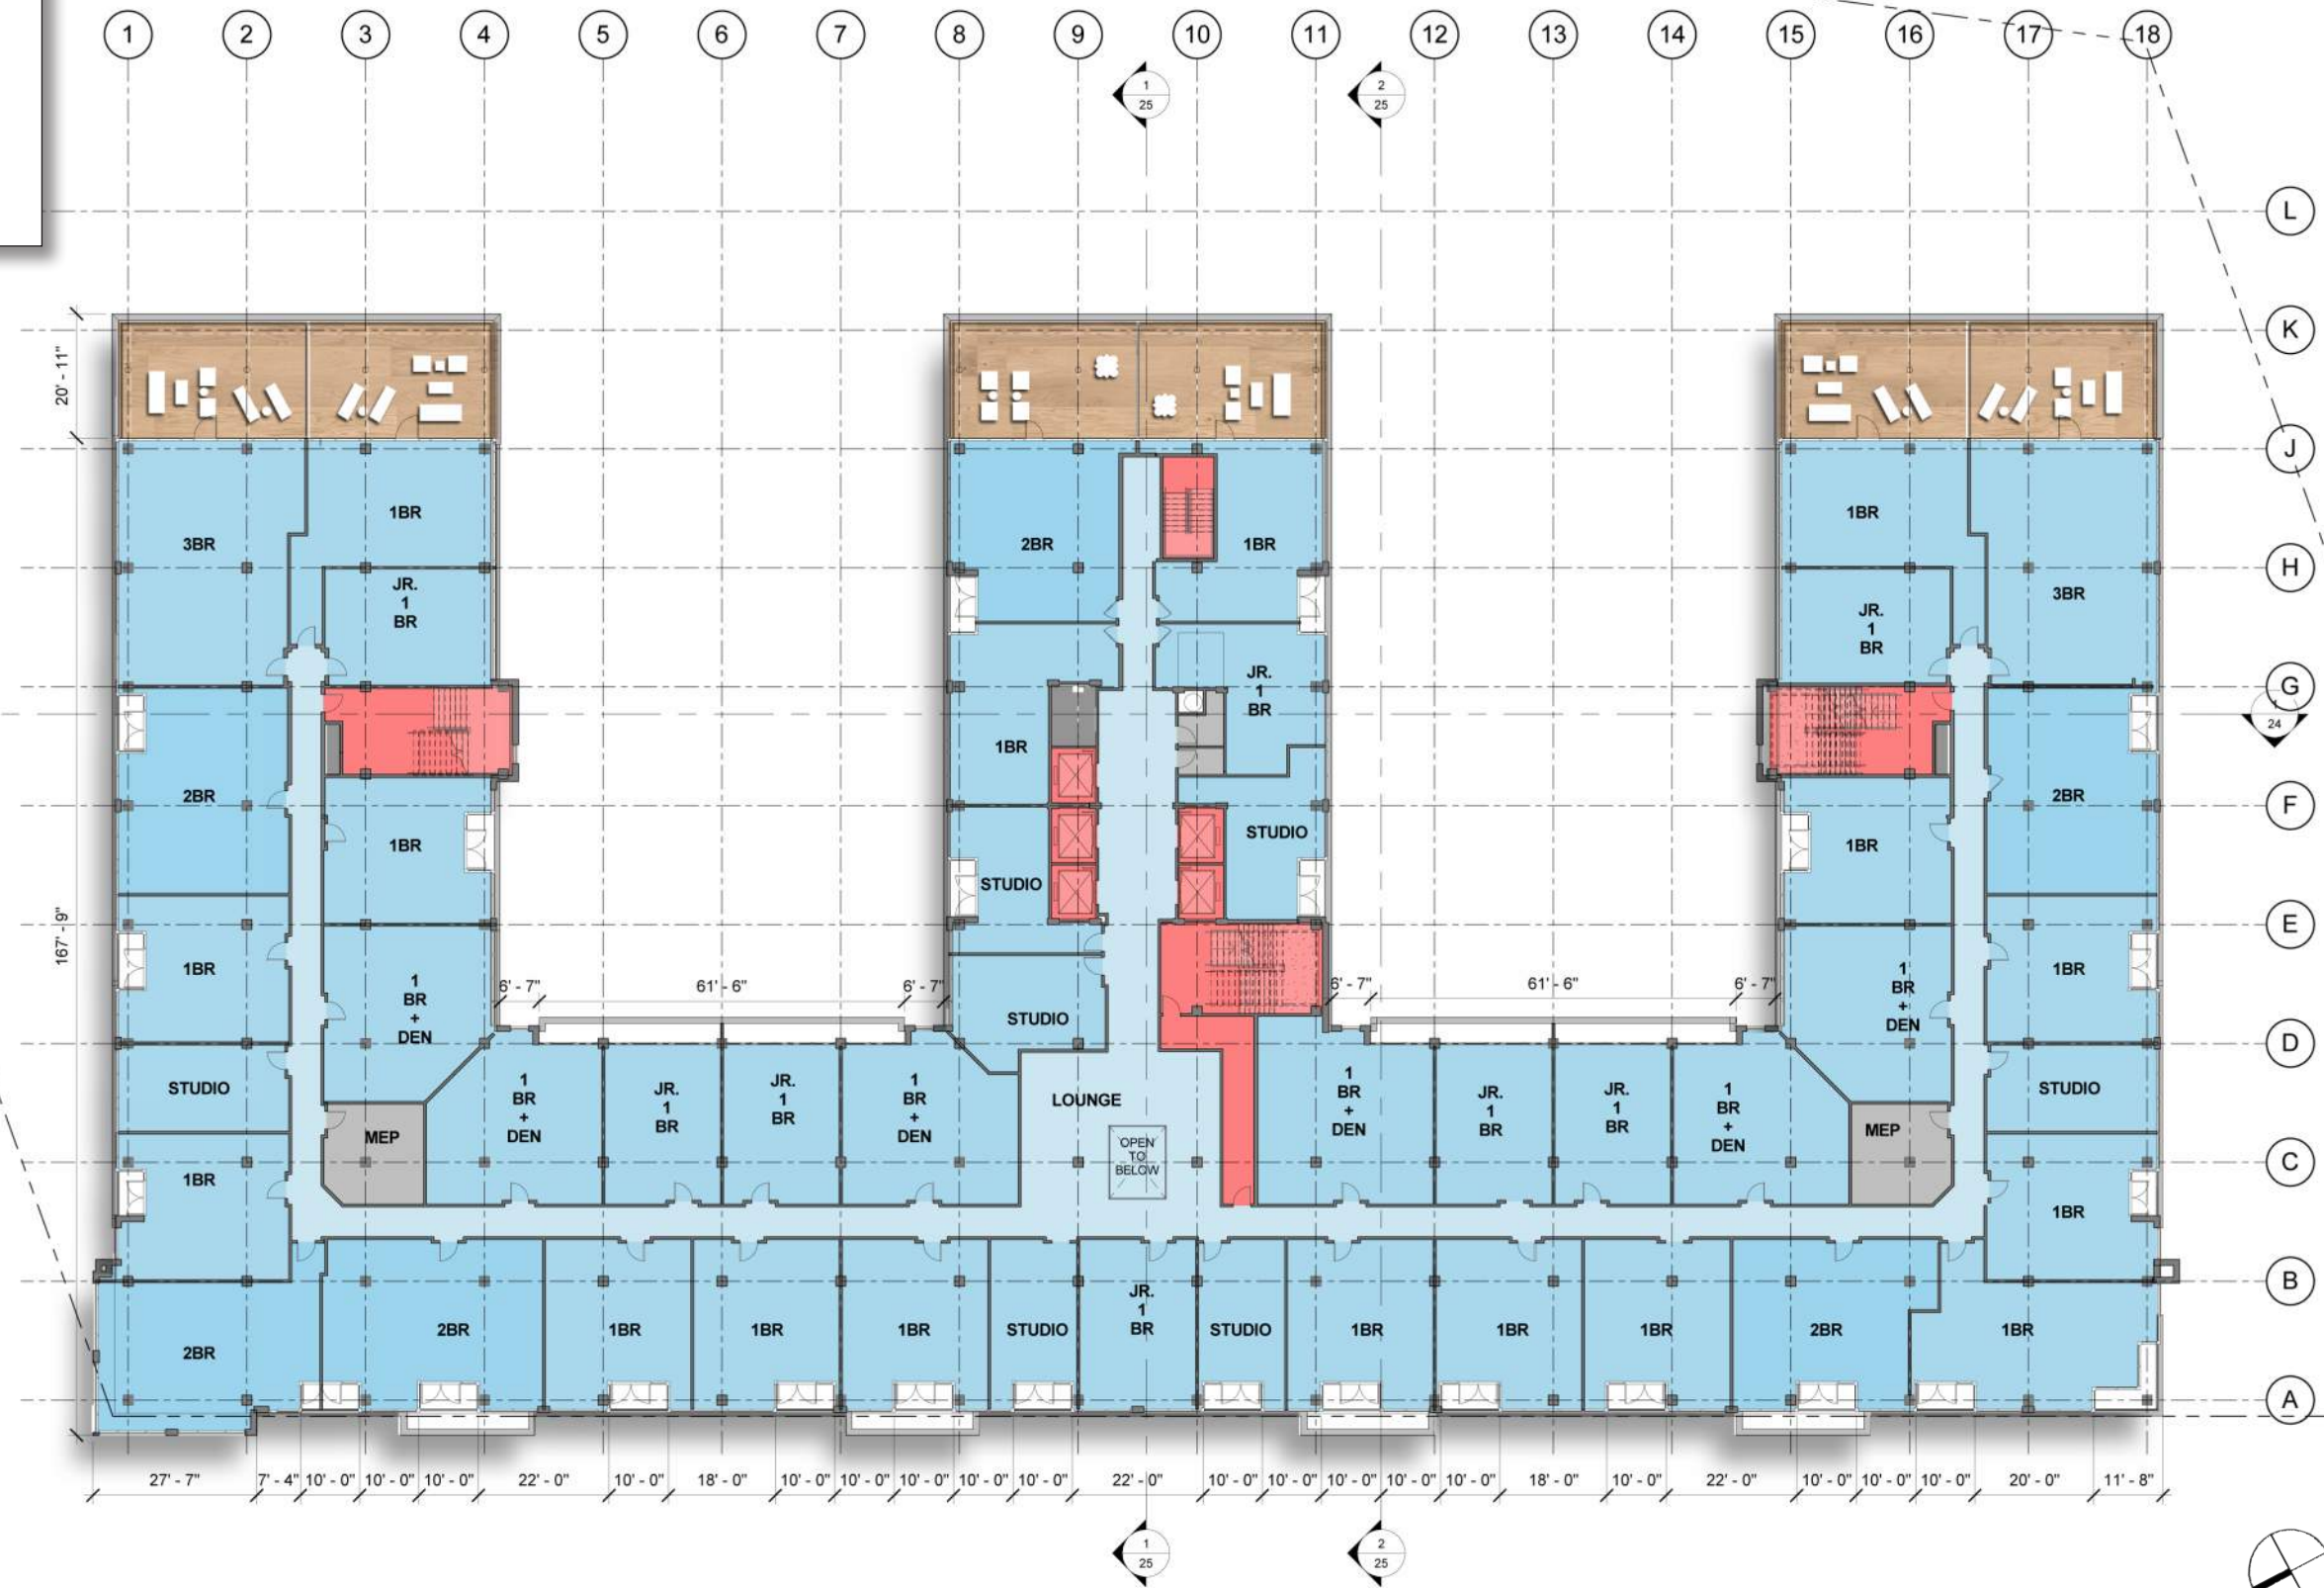 1 2 3 4 5 6 7 8 9 10 11 12 13 14 15 16 17 18
1
25
2
25
L
K
20' - 11"
J
1BR
1BR
3BR
2BR
1BR
H
JR.
1
BR
3BR
JR.
1
BR
JR.
1
BR
G
24
1BR
2BR
2BR
F
STUDIO
1BR
1BR
STUDIO
E
167' - 9"
1BR
1BR
1
BR
+
DEN
1
BR
+
DEN
6' - 7" 61' - 6" 6' - 7" 6' - 7" 61' - 6" 6' - 7"
STUDIO
D
STUDIO
1
BR
+
DEN
JR.
1
BR
JR.
1
BR
1
BR
+
DEN
LOUNGE
1
BR
+
DEN
JR.
1
BR
JR.
1
BR
1
BR
+
DEN
STUDIO
MEP
OPEN
TO
BELOW
MEP
C
1BR
1BR
B
2BR
2BR
1BR
1BR
1BR
STUDIO
JR.
1
BR
STUDIO
1BR
1BR
1BR
2BR
1BR
A
27' - 7" 7' - 4" 10' - 0" 10' - 0" 10' - 0" 22' - 0" 10' - 0" 18' - 0" 10' - 0" 10' - 0" 10' - 0" 10' - 0" 10' - 0" 22' - 0" 10' - 0" 10' - 0" 10' - 0" 10' - 0" 10' - 0" 18' - 0" 10' - 0" 22' - 0" 10' - 0" 10' - 0" 10' - 0" 20' - 0" 11' - 8"
1
25
2
25